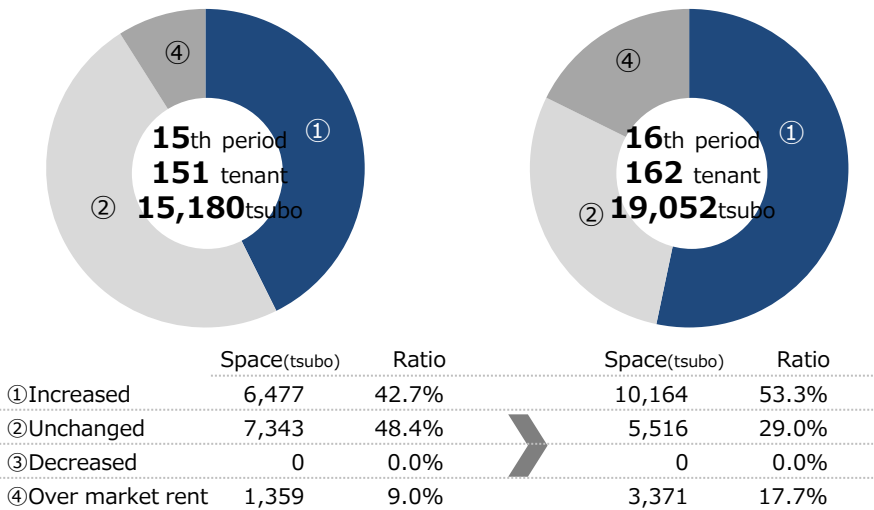 ④
①
②
15th period
151 tenant
15,180tsubo
④
①
②
16th period
162 tenant
19,052tsubo
Space(tsubo) Ratio Space(tsubo) Ratio
①Increased 6,477 42.7% 10,164 53.3%
②Unchanged 7,343 48.4% 5,516 29.0%
③Decreased 0 0.0% 0 0.0%
④Over market rent 1,359 9.0% 3,371 17.7%